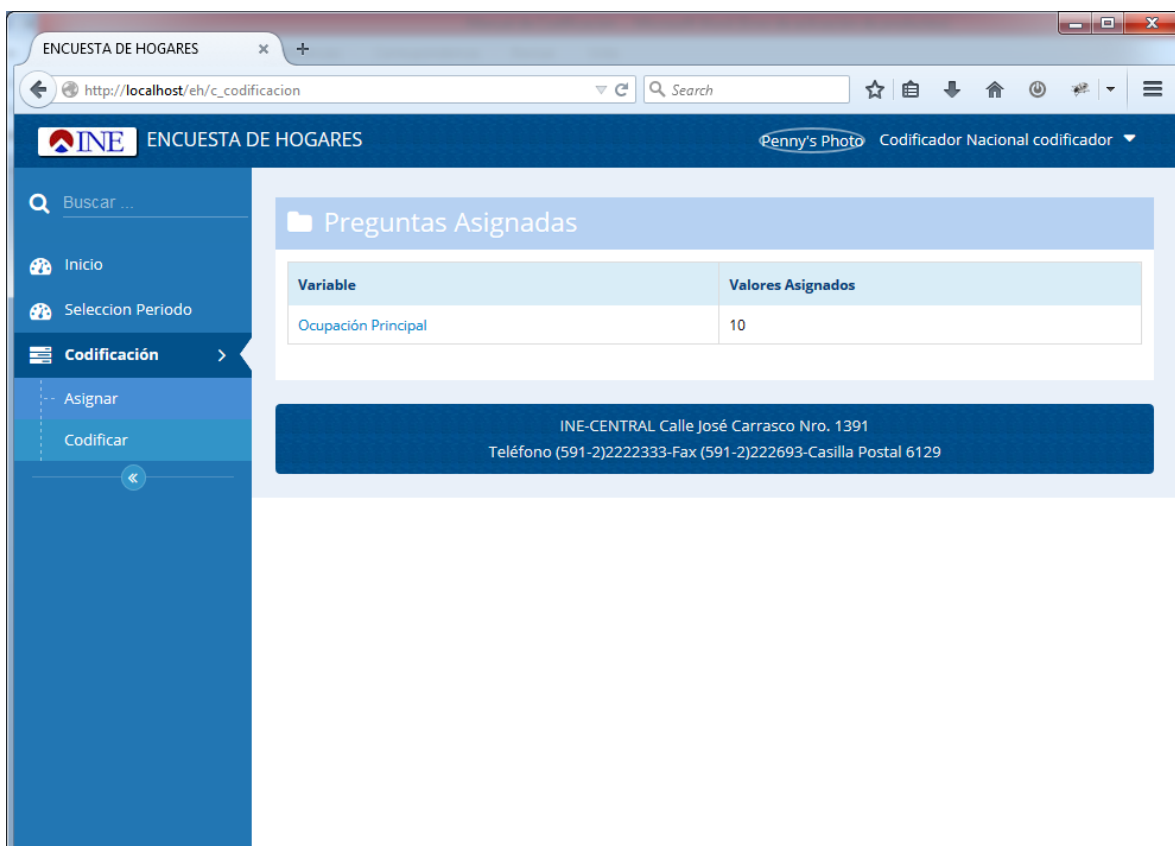 ENCUESTA DE HOGARES
http://localhost/eh/c_codificacion
Search
INE ENCUESTA DE HOGARES
Penny's Photo Codificador Nacional codificador
Buscar ...
Inicio
Seleccion Periodo
Codificación
Asignar
Codificar
Preguntas Asignadas
Variable Valores Asignados
Ocupación Principal 10
INE-CENTRAL Calle José Carrasco Nro. 1391
Teléfono (591-2)2222333-Fax (591-2)222693-Casilla Postal 6129